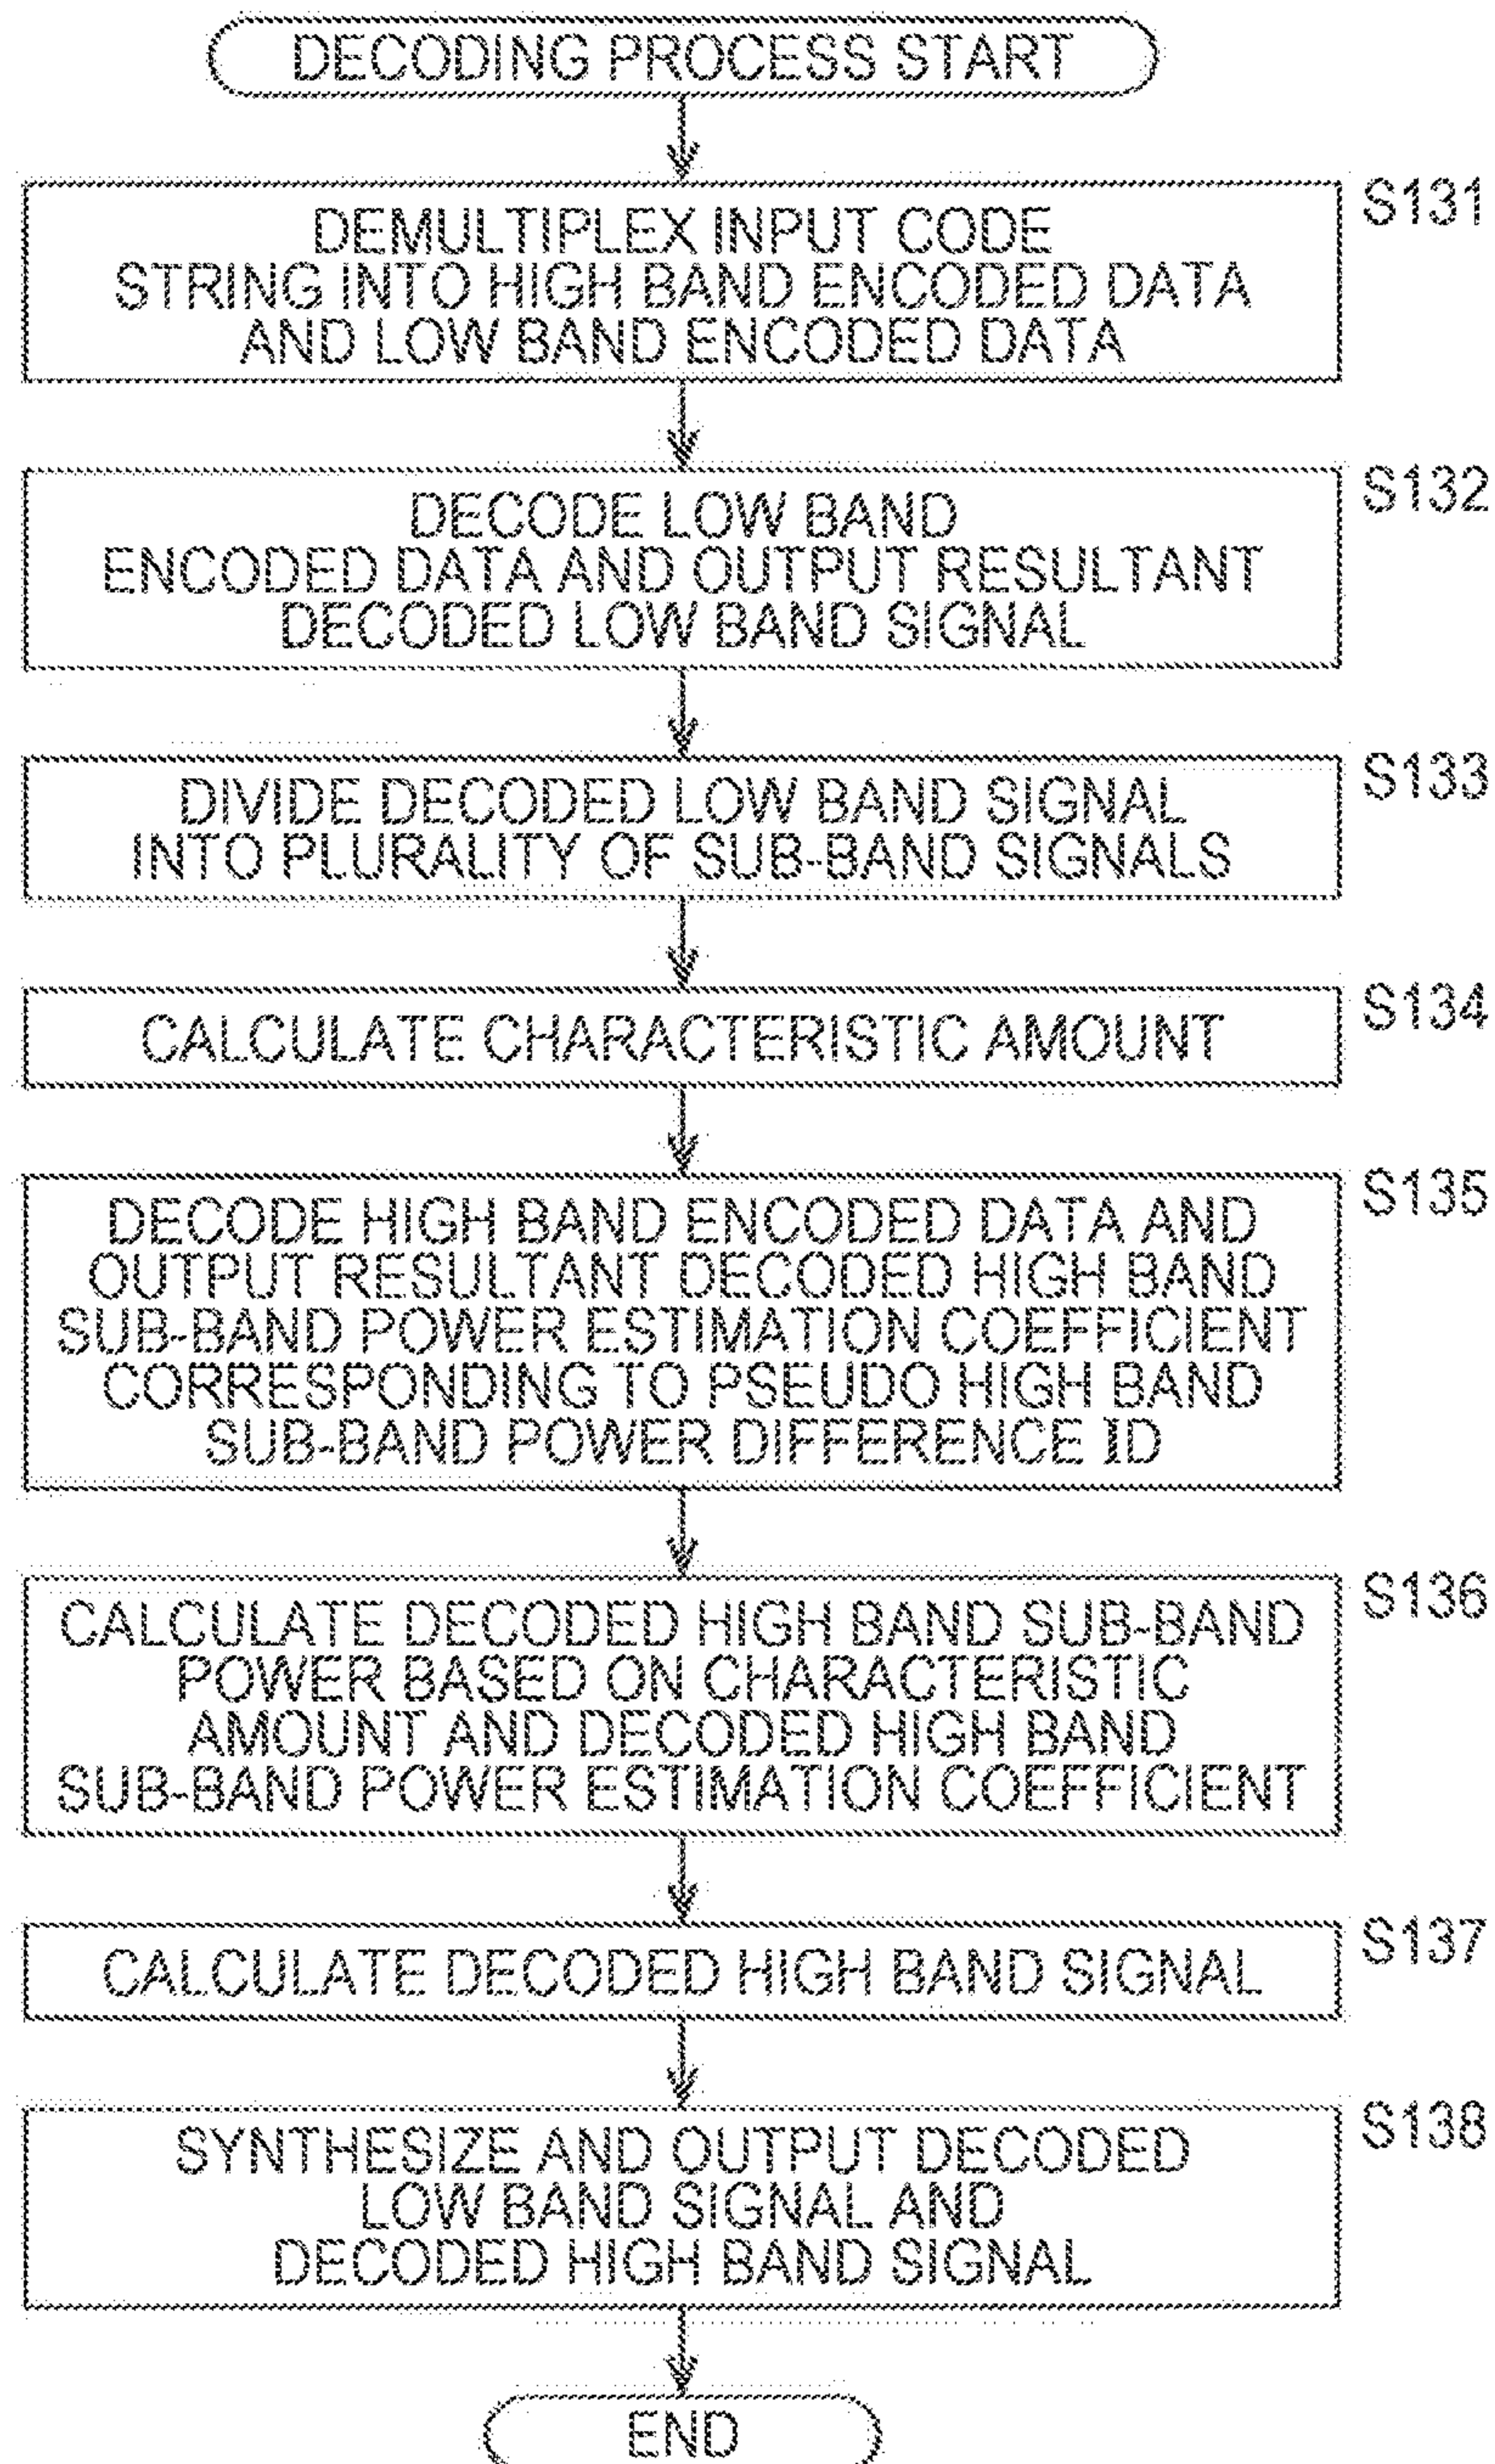 DECODING PROCESS START
S131
DEMULTIPLEX INPUT CODE
STRING INTO HIGH BAND ENCODED DATA
AND LOW BAND ENCODED DATA
S132
DECODE LOW BAND
ENCODED DATA AND OUTPUT RESULTANT
DECODED LOW BAND SIGNAL
S133
DIVIDE DECODED LOW BAND SIGNAL
INTO PLURALITY OF SUB-BAND SIGNALS
S134
CALCULATE CHARACTERISTIC AMOUNT
S135
DECODE HIGH BAND ENCODED DATA AND
OUTPUT RESULTANT DECODED HIGH BAND
SUB-BAND POWER ESTIMATION COEFFICIENT
CORRESPONDING TO PSEUDO HIGH BAND
SUB-BAND POWER DIFFERENCE ID
S136
CALCULATE DECODED HIGH BAND SUB-BAND
POWER BASED ON CHARACTERISTIC
AMOUNT AND DECODED HIGH BAND
SUB-BAND POWER ESTIMATION COEFFICIENT
S137
CALCULATE DECODED HIGH BAND SIGNAL
S138
SYNTHESIZE AND OUTPUT DECODED
LOW BAND SIGNAL AND
DECODED HIGH BAND SIGNAL
END